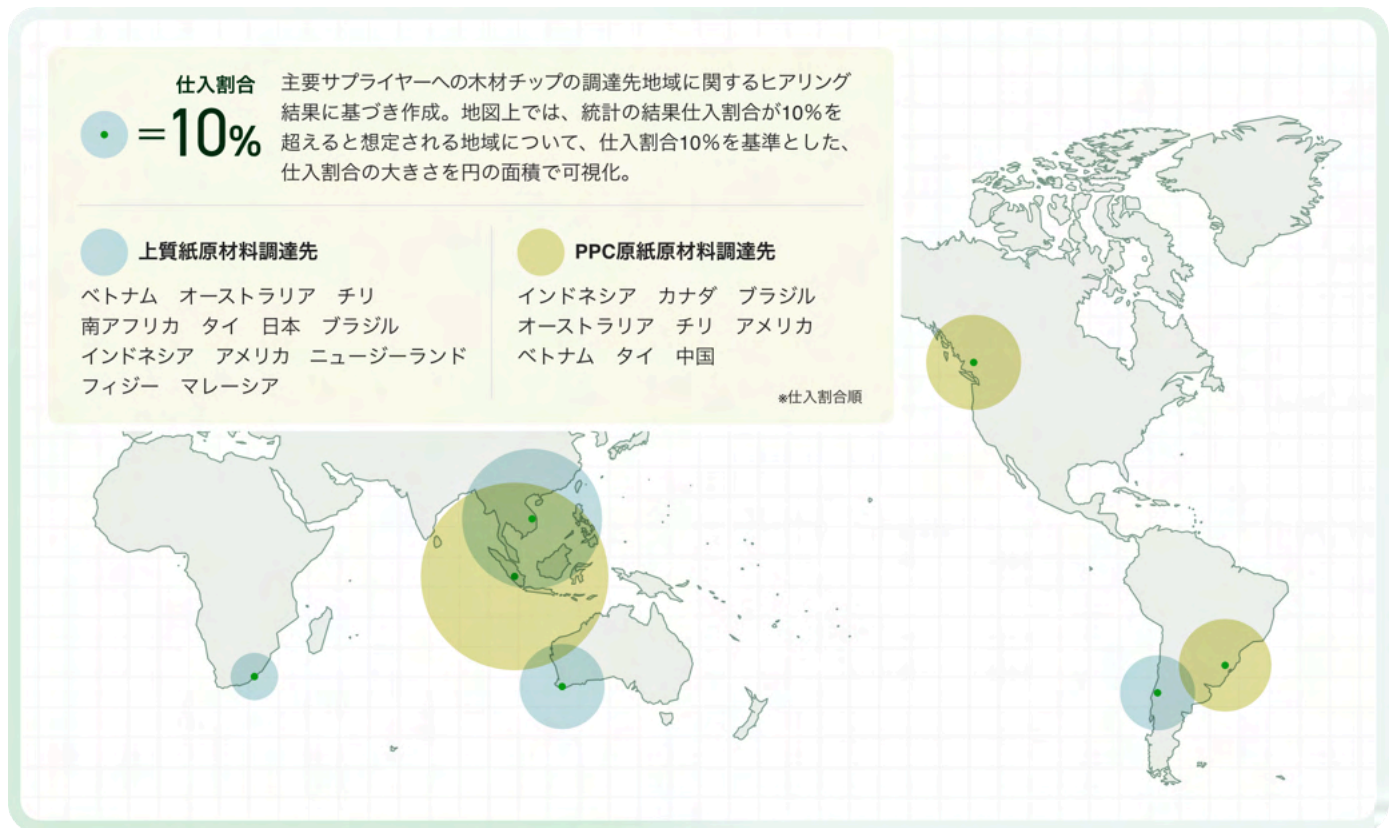 仕入割合
=10%
主要サプライヤーへの木材チップの調達先地域に関するヒアリング
結果に基づき作成。地図上では、統計の結果仕入割合が10%を
超えると想定される地域について、仕入割合10%を基準とした、
仕入割合の大きさを円の面積で可視化。
上質紙原材料調達先
ベトナム オーストラリア チリ
南アフリカ タイ 日本 ブラジル
インドネシア アメリカ ニュージーランド
フィジー マレーシア
PPC原紙原材料調達先
インドネシア カナダ ブラジル
オーストラリア チリ アメリカ
ベトナム タイ 中国
※仕入割合順